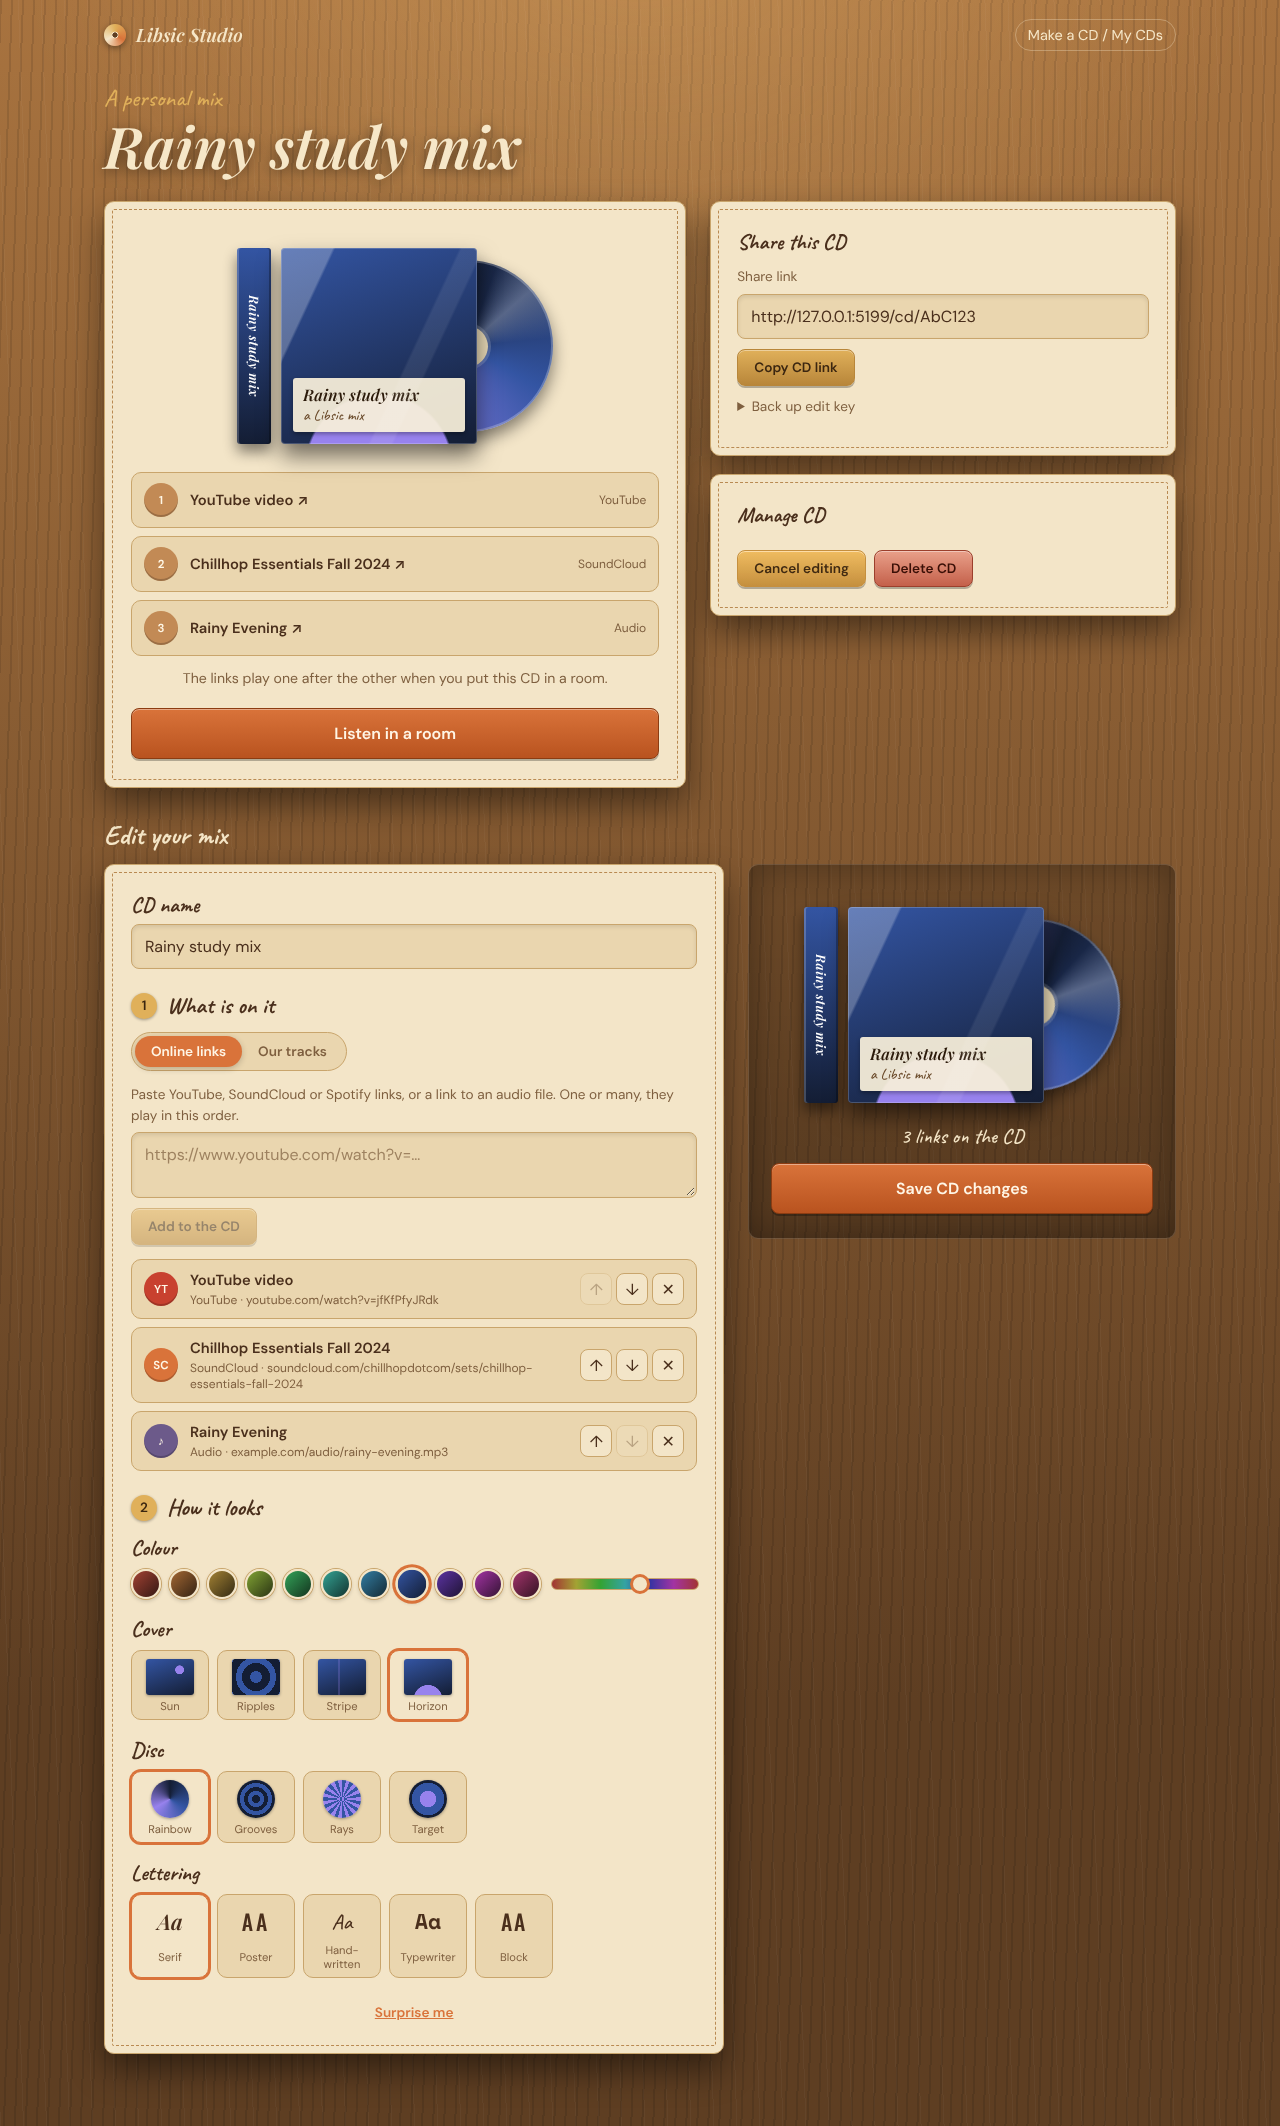 Libsic Studio
Make a CD / My CDs
A personal mix
Rainy study mix
Rainy study mix
Rainy study mix
a Libsic mix
1
YouTube video ↗
YouTube
2
Chillhop Essentials Fall 2024 ↗
SoundCloud
3
Rainy Evening ↗
Audio
The links play one after the other when you put this CD in a room.
Listen in a room
Share this CD
Share link
http://127.0.0.1:5199/cd/AbC123
Copy CD link
▶ Back up edit key
Manage CD
Cancel editing
Delete CD
Edit your mix
CD name
Rainy study mix
1 What is on it
Online links
Our tracks
Paste YouTube, SoundCloud or Spotify links, or a link to an audio file. One or many, they
play in this order.
https://www.youtube.com/watch?v=...
Add to the CD
YT
YouTube video
YouTube · youtube.com/watch?v=jfKfPfyJRdk
↑ ↓ ✕
SC
Chillhop Essentials Fall 2024
SoundCloud · soundcloud.com/chillhopdotcom/sets/chillhop-
essentials-fall-2024
↑ ↓ ✕
♪
Rainy Evening
Audio · example.com/audio/rainy-evening.mp3
↑ ↓ ✕
2 How it looks
Colour
Cover
Sun
Ripples
Stripe
Horizon
Disc
Rainbow
Grooves
Rays
Target
Lettering
Aa
Serif
AA
Poster
Aa
Hand-
written
Aa
Typewriter
AA
Block
Surprise me
Rainy study mix
Rainy study mix
a Libsic mix
3 links on the CD
Save CD changes